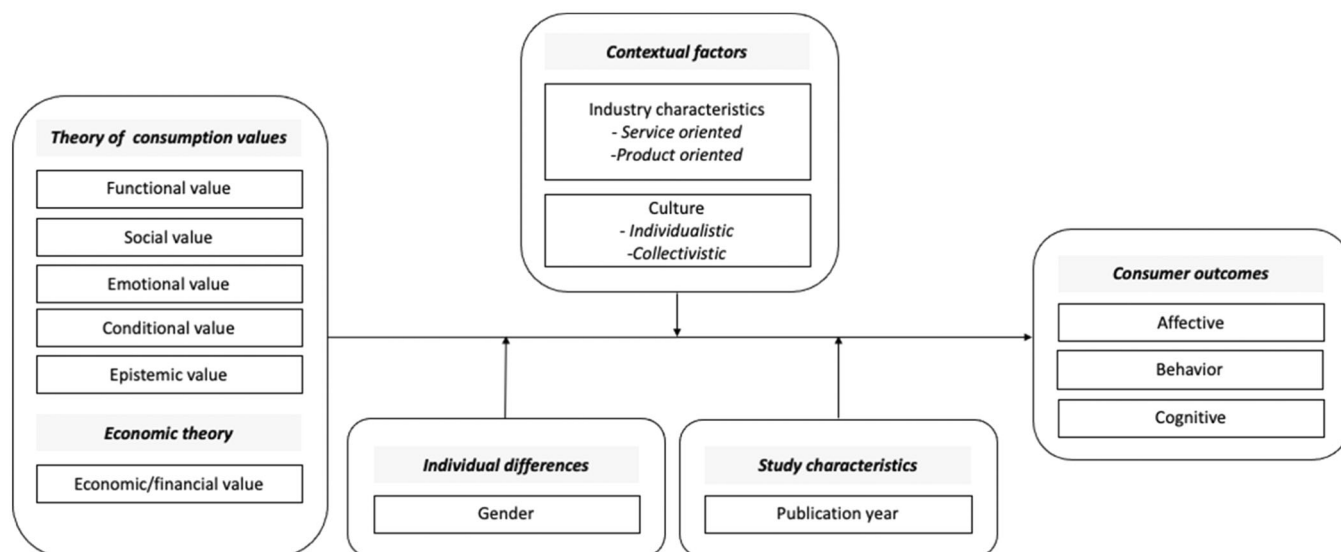 Theory of consumption values
Functional value
Social value
Emotional value
Conditional value
Epistemic value
Economic theory
Economic/financial value
Contextual factors
Industry characteristics
- Service oriented
-Product oriented
Culture
- Individualistic
-Collectivistic
Individual differences
Gender
Study characteristics
Publication year
Consumer outcomes
Affective
Behavior
Cognitive